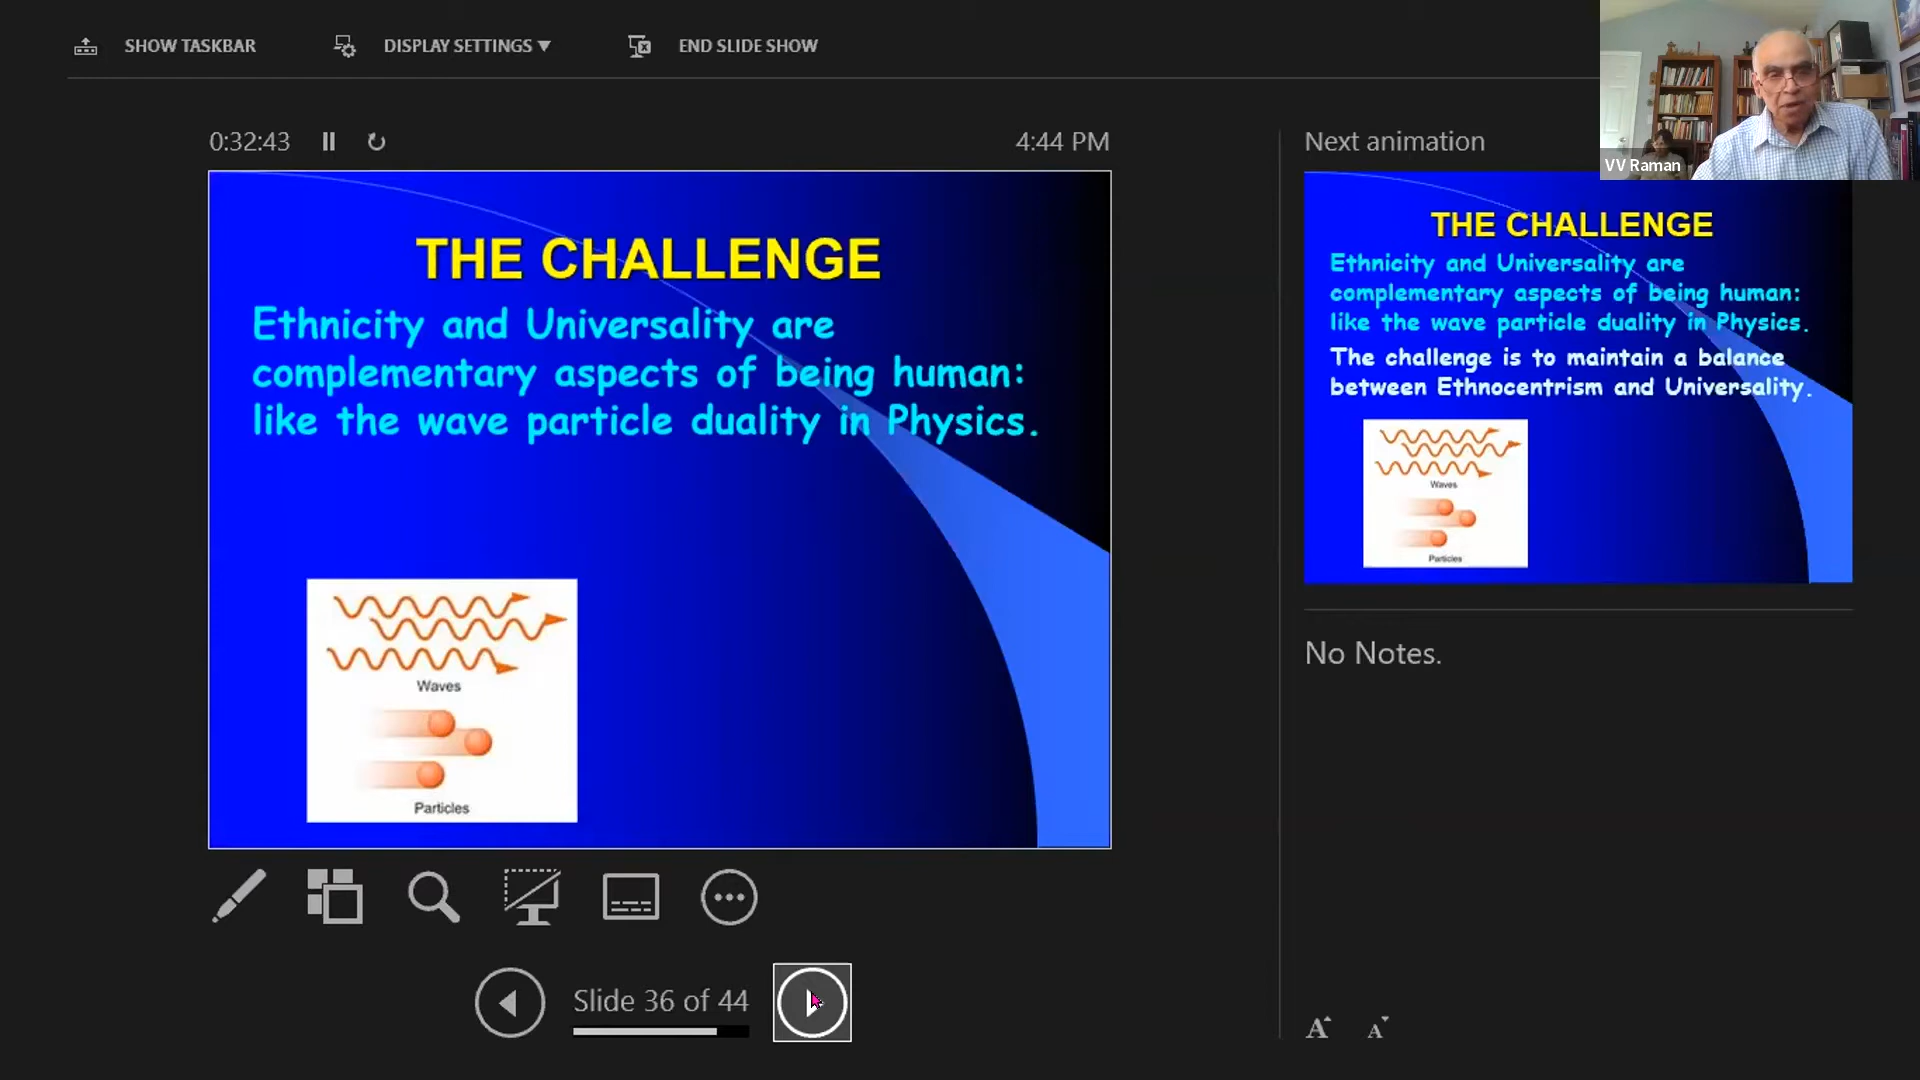 SHOW TASKBAR
DISPLAY SETTINGS ▼
END SLIDE SHOW
VV Raman
0:32:43
4:44 PM
Next animation
THE CHALLENGE
Ethnicity and Universality are
complementary aspects of being human:
like the wave particle duality in Physics.
Waves
Particles
THE CHALLENGE
Ethnicity and Universality are
complementary aspects of being human:
like the wave particle duality in Physics.
The challenge is to maintain a balance
between Ethnocentrism and Universality.
Waves
Particles
No Notes.
Slide 36 of 44
A A